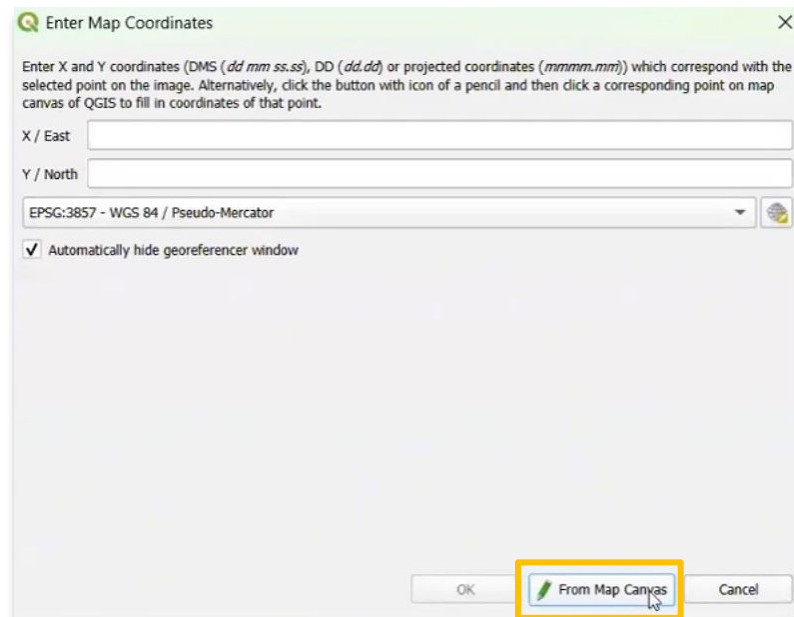 Enter Map Coordinates
Enter X and Y coordinates (DMS (dd mm ss.ss), DD (dd.dd) or projected coordinates (mmmm.mm)) which correspond with the
selected point on the image. Alternatively, click the button with icon of a pencil and then click a corresponding point on map
canvas of QGIS to fill in coordinates of that point.
X / East
Y / North
EPSG:3857 - WGS 84 / Pseudo-Mercator
Automatically hide georeferencer window
OK From Map Canvas Cancel